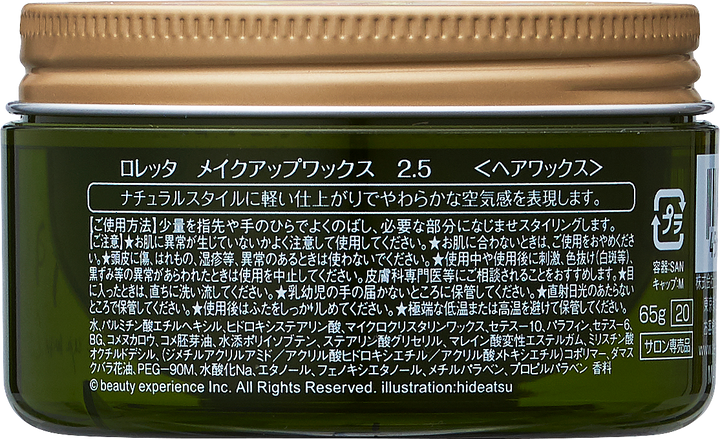 ロレッタ メイクアップワックス 2.5 <ヘアワックス>
ナチュラルスタイルに軽い仕上がりでやわらかな空気感を表現します。
【ご使用方法】少量を指先や手のひらでよくのばし、必要な部分になじませスタイリングします。
【ご注意】★お肌に異常が生じていないかよく注意して使用してください。★お肌に合わないときは、ご使用をおやめくださ
い。★頭皮に傷、はれもの、湿疹等、異常のあるときは使わないでください。★使用中や使用後に刺激、色抜け(白斑等)、
黒ずみ等の異常があらわれたときは使用を中止してください。皮膚科専門医等にご相談されることをおすすめします。★目
に入ったときは、直ちに洗い流してください。★乳幼児の手の届かないところに保管してください。★直射日光のあたらない
ところで保管してください。★使用後はふたをしっかりしめてください。★極端な低温または高温を避けて保管してください。
水、パルミチン酸エチルヘキシル、ヒドロキシステアリン酸、マイクロクリスタリンワックス、セテス-10、パラフィン、セテス-6、
BG、コメヌカロウ、コメ胚芽油、水添ポリイソブテン、ステアリン酸グリセリル、マレイン酸変性エステルガム、ミリスチン酸
オクチルドデシル、(ジメチルアクリルアミド/アクリル酸ヒドロキシエチル/アクリル酸メトキシエチル)コポリマー、ダマス
クバラ花油、PEG-90M、水酸化Na、エタノール、フェノキシエタノール、メチルパラベン、プロピルパラベン 香料
© beauty experience Inc. All Rights Reserved. illustration:hideatsu
プラ
容器:SAN
キャップ:M
65g 20
サロン専売品